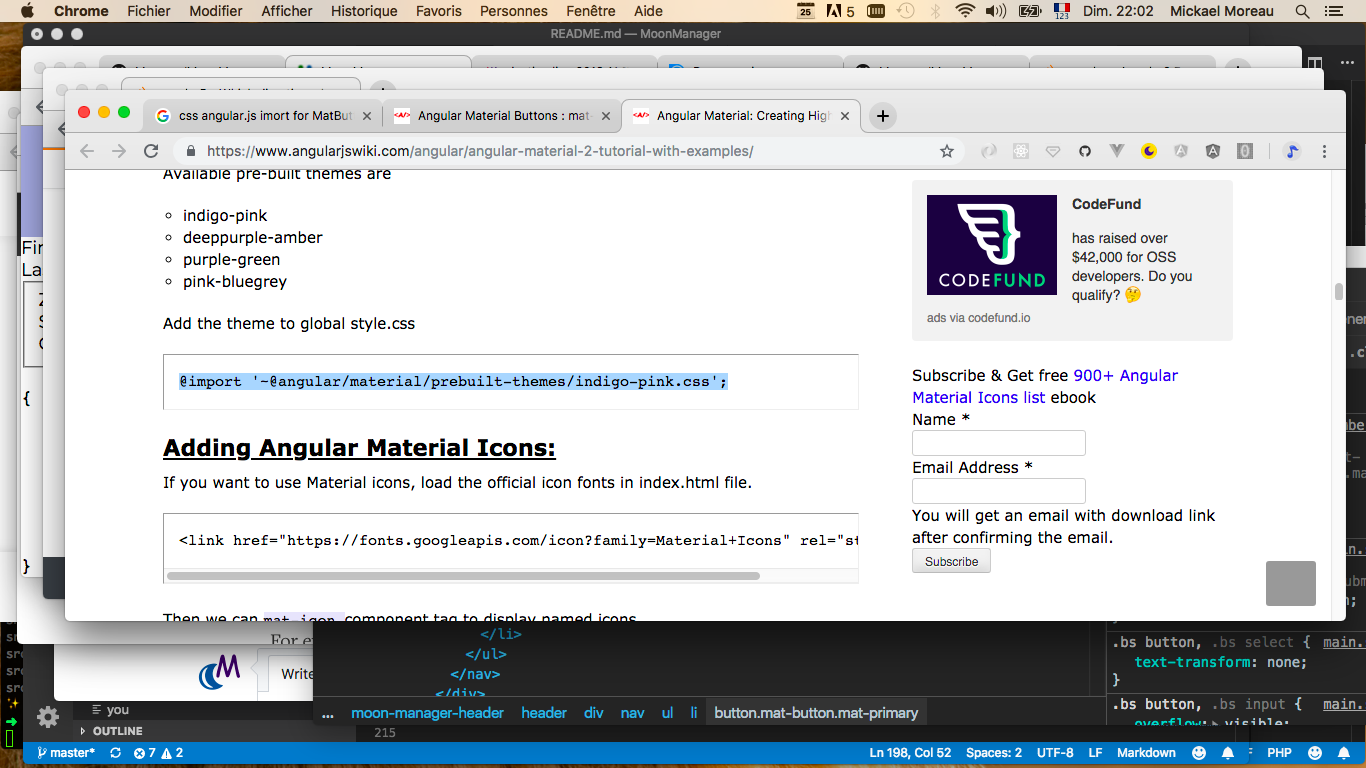 Chrome Fichier Modifier Afficher Historique Favoris Personnes Fenêtre Aide 25 5 123 Dim. 22:02 Mickael Moreau
README.md — MoonManager
css angular.js imort for MatBut
Angular Material Buttons : mat-
Angular Material: Creating High
https://www.angularjswiki.com/angular/angular-material-2-tutorial-with-examples/
Available pre-built themes are
indigo-pink
deeppurple-amber
purple-green
pink-bluegrey
Add the theme to global style.css
@import '~@angular/material/prebuilt-themes/indigo-pink.css';
Adding Angular Material Icons:
If you want to use Material icons, load the official icon fonts in index.html file.
<link href="https://fonts.googleapis.com/icon?family=Material+Icons" rel="st
Then we can mat-icon component tag to display named icons
CODEFUND
CodeFund
has raised over
$42,000 for OSS
developers. Do you
qualify? 🤔
ads via codefund.io
Subscribe & Get free 900+ Angular
Material Icons list ebook
Name *
Email Address *
You will get an email with download link
after confirming the email.
Subscribe
Fir
La
{
}
For e
M
Write
</li>
</ul>
</nav>
</div>
... moon-manager-header header div nav ul li button.mat-button.mat-primary
.bs button, .bs select { main.
text-transform: none;
}
.bs button, .bs input { main.
overflow: visible;
you
OUTLINE
215
master* 7 2 Ln 198, Col 52 Spaces: 2 UTF-8 LF Markdown PHP